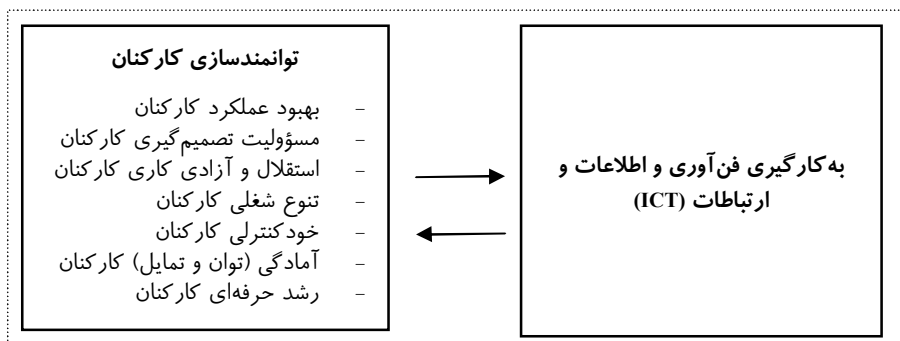 توانمندسازی کارکنان
- بهبود عملکرد کارکنان
- مسؤولیت تصمیم‌گیری کارکنان
- استقلال و آزادی کاری کارکنان
- تنوع شغلی کارکنان
- خودکنترلی کارکنان
- آمادگی (توان و تمایل) کارکنان
- رشد حرفه‌ای کارکنان
به‌کارگیری فن‌آوری و اطلاعات و
ارتباطات (ICT)